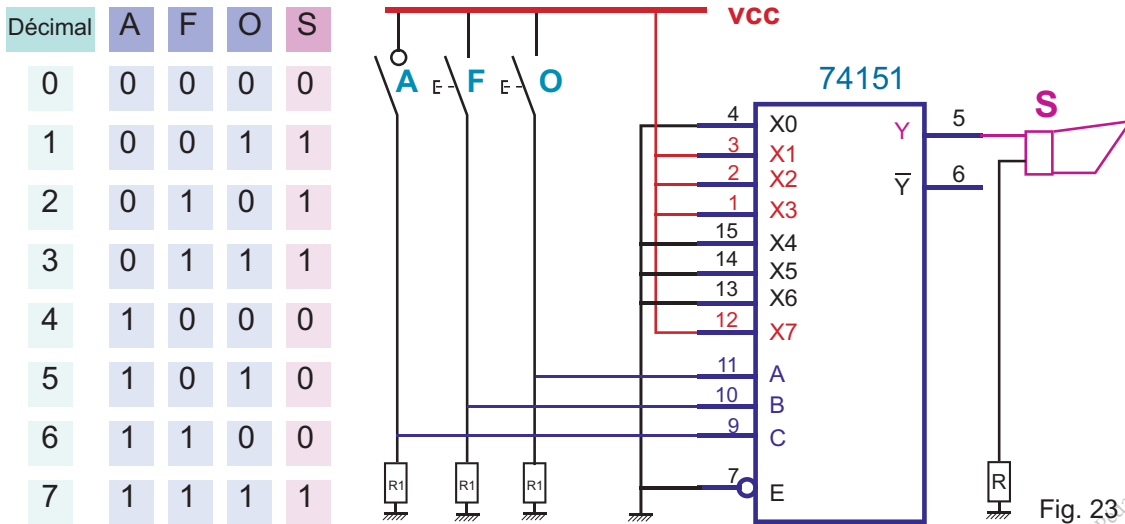 Décimal A F O S
0 0 0 0 0
1 0 0 1 1
2 0 1 0 1
3 0 1 1 1
4 1 0 0 0
5 1 0 1 0
6 1 1 0 0
7 1 1 1 1
vcc
A F O
E E
74151
4 X0
3 X1
2 X2
1 X3
15 X4
14 X5
13 X6
12 X7
11 A
10 B
9 C
7 E
Y 5
Y̅ 6
S
R1 R1 R1
R
Fig. 23